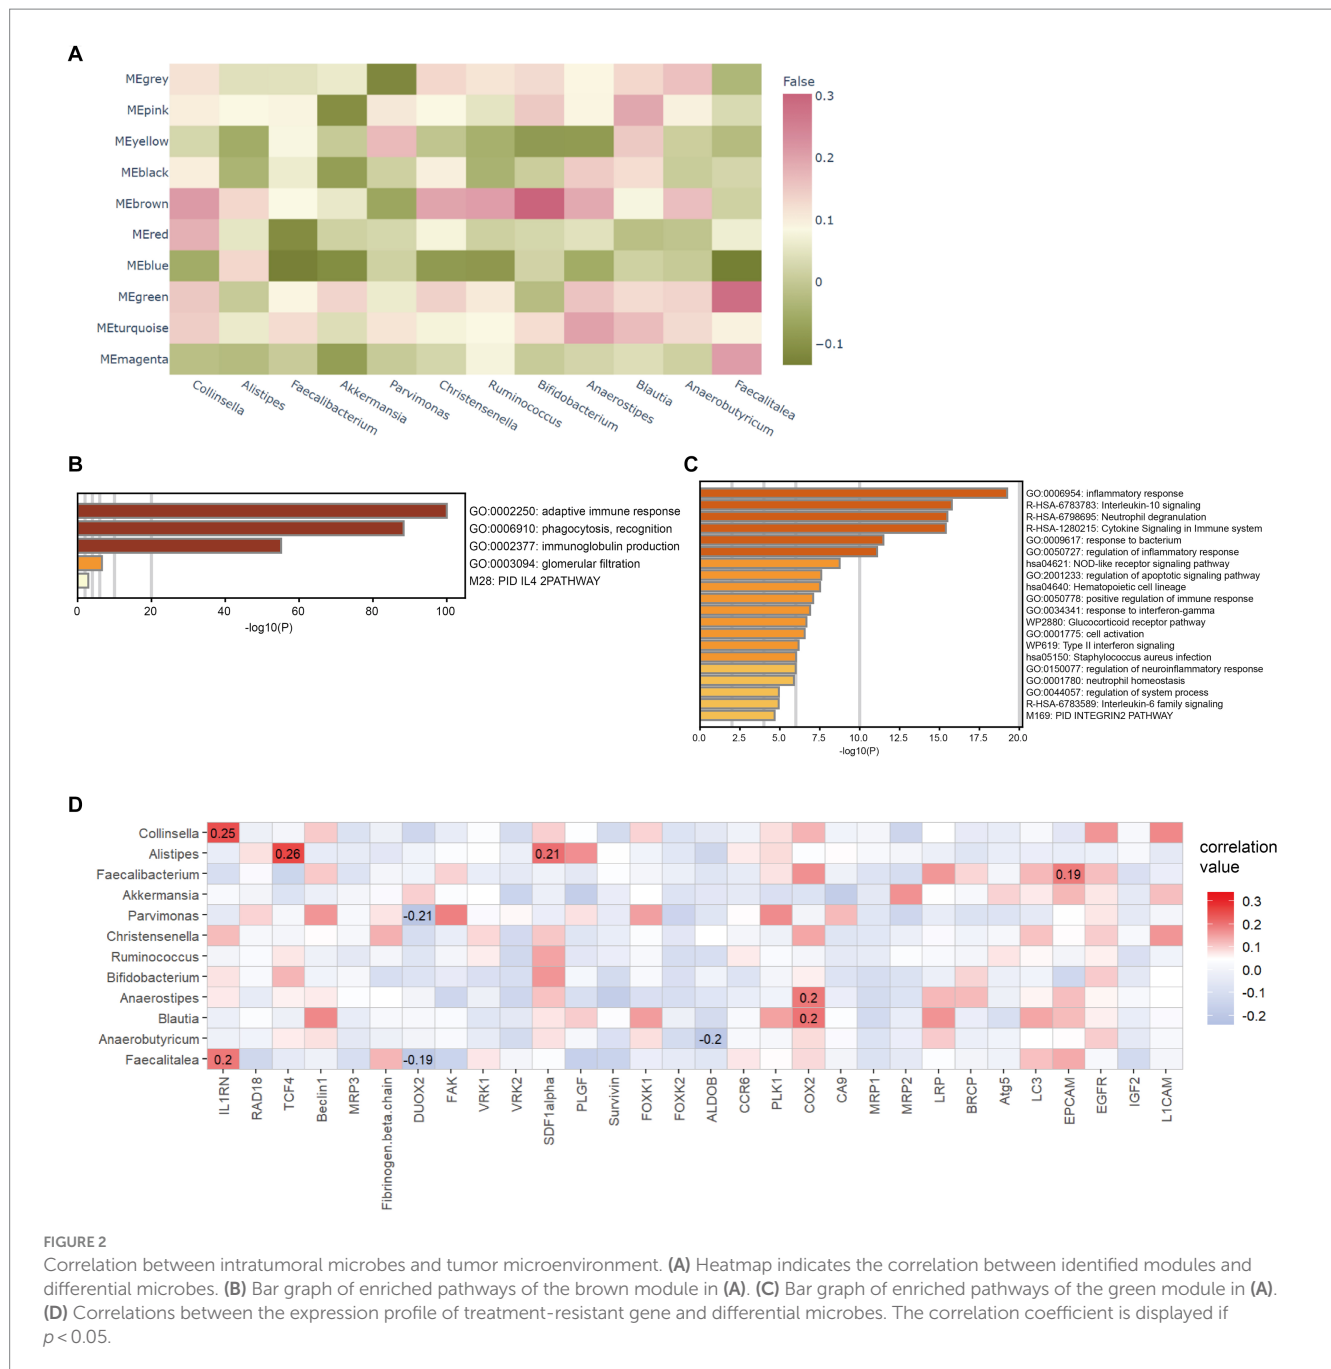 A
MEgrey
MEpink
MEyellow
MEblack
MEbrown
MEred
MEblue
MEgreen
MEturquoise
MEmagenta
Collinsella
Alistipes
Faecalibacterium
Akkermansia
Parvimonas
Christensenella
Ruminococcus
Bifidobacterium
Anaerostipes
Blautia
Anaerobutyricum
Faecalitalea
False
0.3
0.2
0.1
0
−0.1
B
GO:0002250: adaptive immune response
GO:0006910: phagocytosis, recognition
GO:0002377: immunoglobulin production
GO:0003094: glomerular filtration
M28: PID IL4 2PATHWAY
0 20 40 60 80 100
-log10(P)
C
GO:0006954: inflammatory response
R-HSA-6783783: Interleukin-10 signaling
R-HSA-6798695: Neutrophil degranulation
R-HSA-1280215: Cytokine Signaling in Immune system
GO:0009617: response to bacterium
GO:0050727: regulation of inflammatory response
hsa04621: NOD-like receptor signaling pathway
GO:2001233: regulation of apoptotic signaling pathway
hsa04640: Hematopoietic cell lineage
GO:0050778: positive regulation of immune response
GO:0034341: response to interferon-gamma
WP2880: Glucocorticoid receptor pathway
GO:0001775: cell activation
WP619: Type II interferon signaling
hsa05150: Staphylococcus aureus infection
GO:0150077: regulation of neuroinflammatory response
GO:0001780: neutrophil homeostasis
GO:0044057: regulation of system process
R-HSA-6783589: Interleukin-6 family signaling
M169: PID INTEGRIN2 PATHWAY
0.0 2.5 5.0 7.5 10.0 12.5 15.0 17.5 20.0
-log10(P)
D
Collinsella 0.25
Alistipes 0.26 0.21
Faecalibacterium 0.19
Akkermansia
Parvimonas -0.21
Christensenella
Ruminococcus
Bifidobacterium
Anaerostipes 0.2
Blautia 0.2
Anaerobutyricum -0.2
Faecalitalea 0.2 -0.19
IL1RN
RAD18
TCF4
Beclin1
MRP3
Fibrinogen.beta.chain
DUOX2
FAK
VRK1
VRK2
SDF1alpha
PLGF
Survivin
FOXK1
FOXK2
ALDOB
CCR6
PLK1
COX2
CA9
MRP1
MRP2
LRP
BRCP
Atg5
LC3
EPCAM
EGFR
IGF2
L1CAM
correlation
value
0.3
0.2
0.1
0.0
-0.1
-0.2
FIGURE 2
Correlation between intratumoral microbes and tumor microenvironment. (A) Heatmap indicates the correlation between identified modules and
differential microbes. (B) Bar graph of enriched pathways of the brown module in (A). (C) Bar graph of enriched pathways of the green module in (A).
(D) Correlations between the expression profile of treatment-resistant gene and differential microbes. The correlation coefficient is displayed if
p < 0.05.